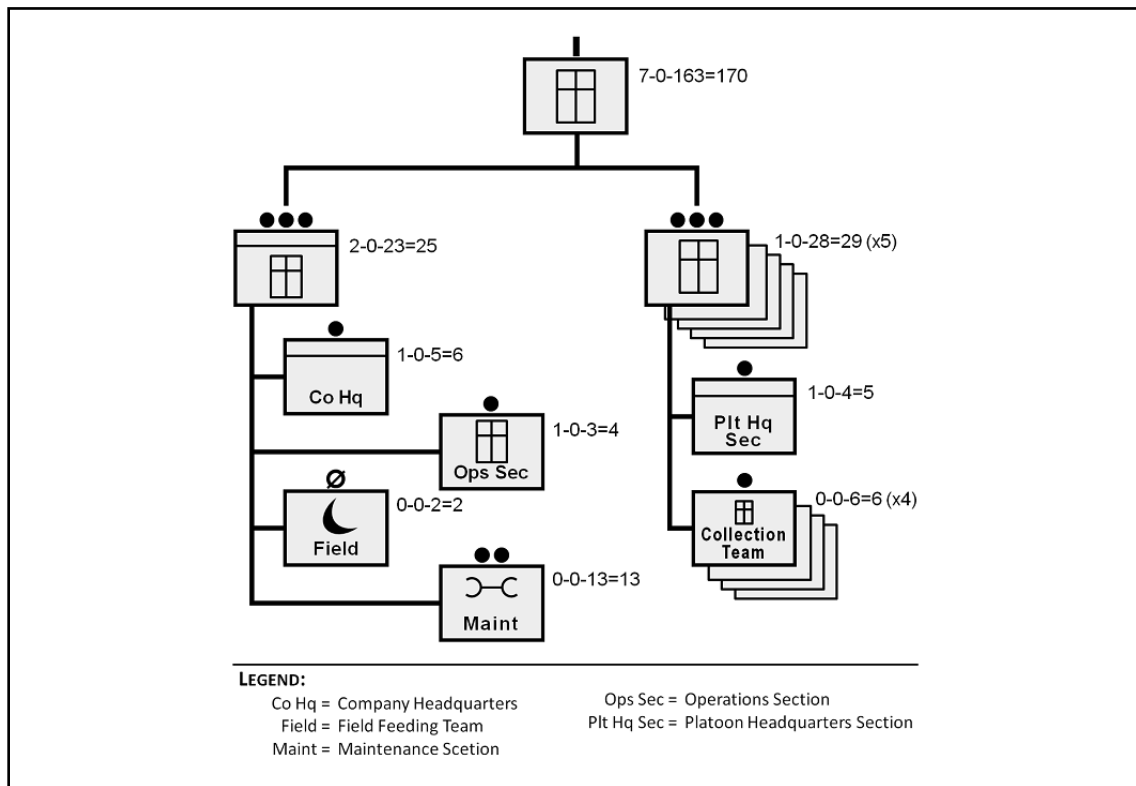 7-0-163=170
2-0-23=25
1-0-28=29 (x5)
1-0-5=6
Co Hq
1-0-4=5
Plt Hq
Sec
1-0-3=4
Ops Sec
0-0-2=2
Field
0-0-6=6 (x4)
Collection
Team
0-0-13=13
Maint
LEGEND:
Co Hq = Company Headquarters
Field = Field Feeding Team
Maint = Maintenance Scetion
Ops Sec = Operations Section
Plt Hq Sec = Platoon Headquarters Section